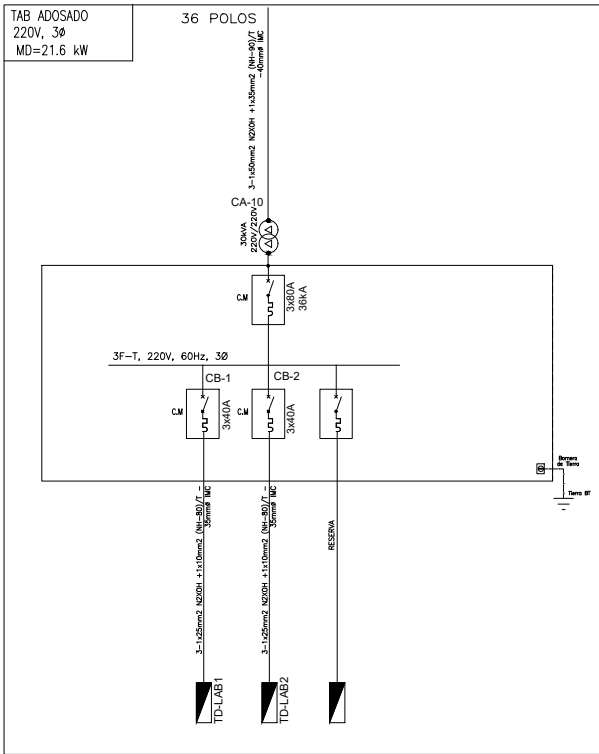 TAB ADOSADO
220V, 3Ø
MD=21.6 kW
36 POLOS
3-1x50mm2 N2XOH +1x35mm2 (NH-90)/T
-40mmø IMC
CA-10
30kVA
220V/220V
C.M
3x80A
36kA
3F-T, 220V, 60Hz, 3Ø
CB-1
C.M
3x40A
CB-2
C.M
3x40A
Bornera
de Tierra
Tierra BT
3-1x25mm2 N2XOH +1x10mm2 (NH-80)/T -
35mmø IMC
3-1x25mm2 N2XOH +1x10mm2 (NH-80)/T -
35mmø IMC
RESERVA
TD-LAB1
TD-LAB2